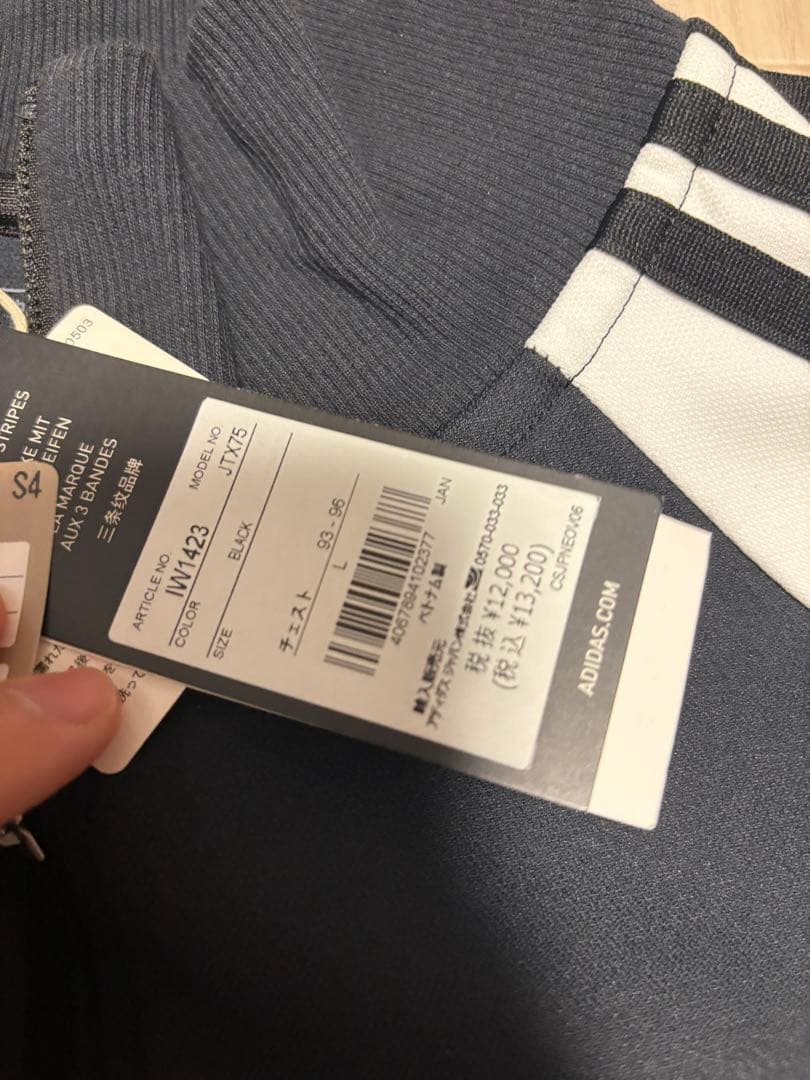 0503
STRIPES
KE MIT
EIFEN
LA MARQUE
AUX 3 BANDES
三条纹品牌
ARTICLE NO.
IW1423
MODEL NO.
JTX75
COLOR
BLACK
SIZE
チェスト 93 - 96
L
4067894102377
JAN
ベトナム製
輸入販売元
アディダス ジャパン株式会社 0570-033-033
税 抜 ¥12,000
(税 込 ¥13,200)
CSJPNEOV06
ADIDAS.COM